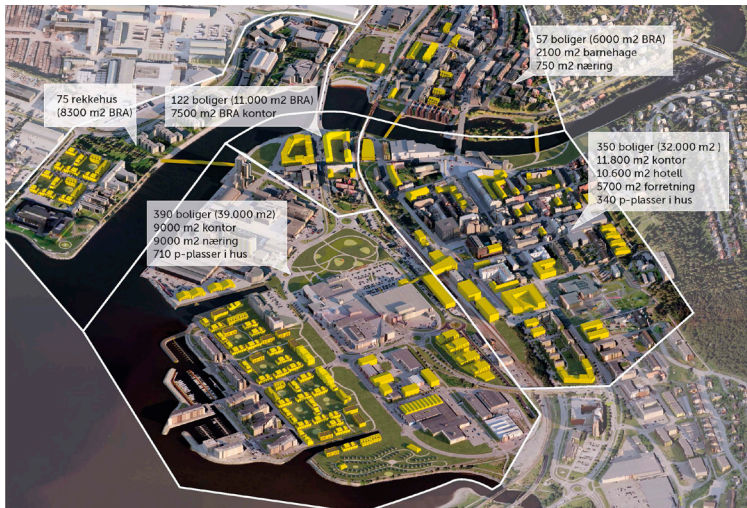 57 boliger (6000 m2 BRA)
2100 m2 barnehage
750 m2 næring
75 rekkehus
(8300 m2 BRA)
122 boliger (11.000 m2 BRA)
7500 m2 BRA kontor
350 boliger (32.000 m2 )
11.800 m2 kontor
10.600 m2 hotell
5700 m2 forretning
340 p-plasser i hus
390 boliger (39.000 m2)
9000 m2 kontor
9000 m2 næring
710 p-plasser i hus